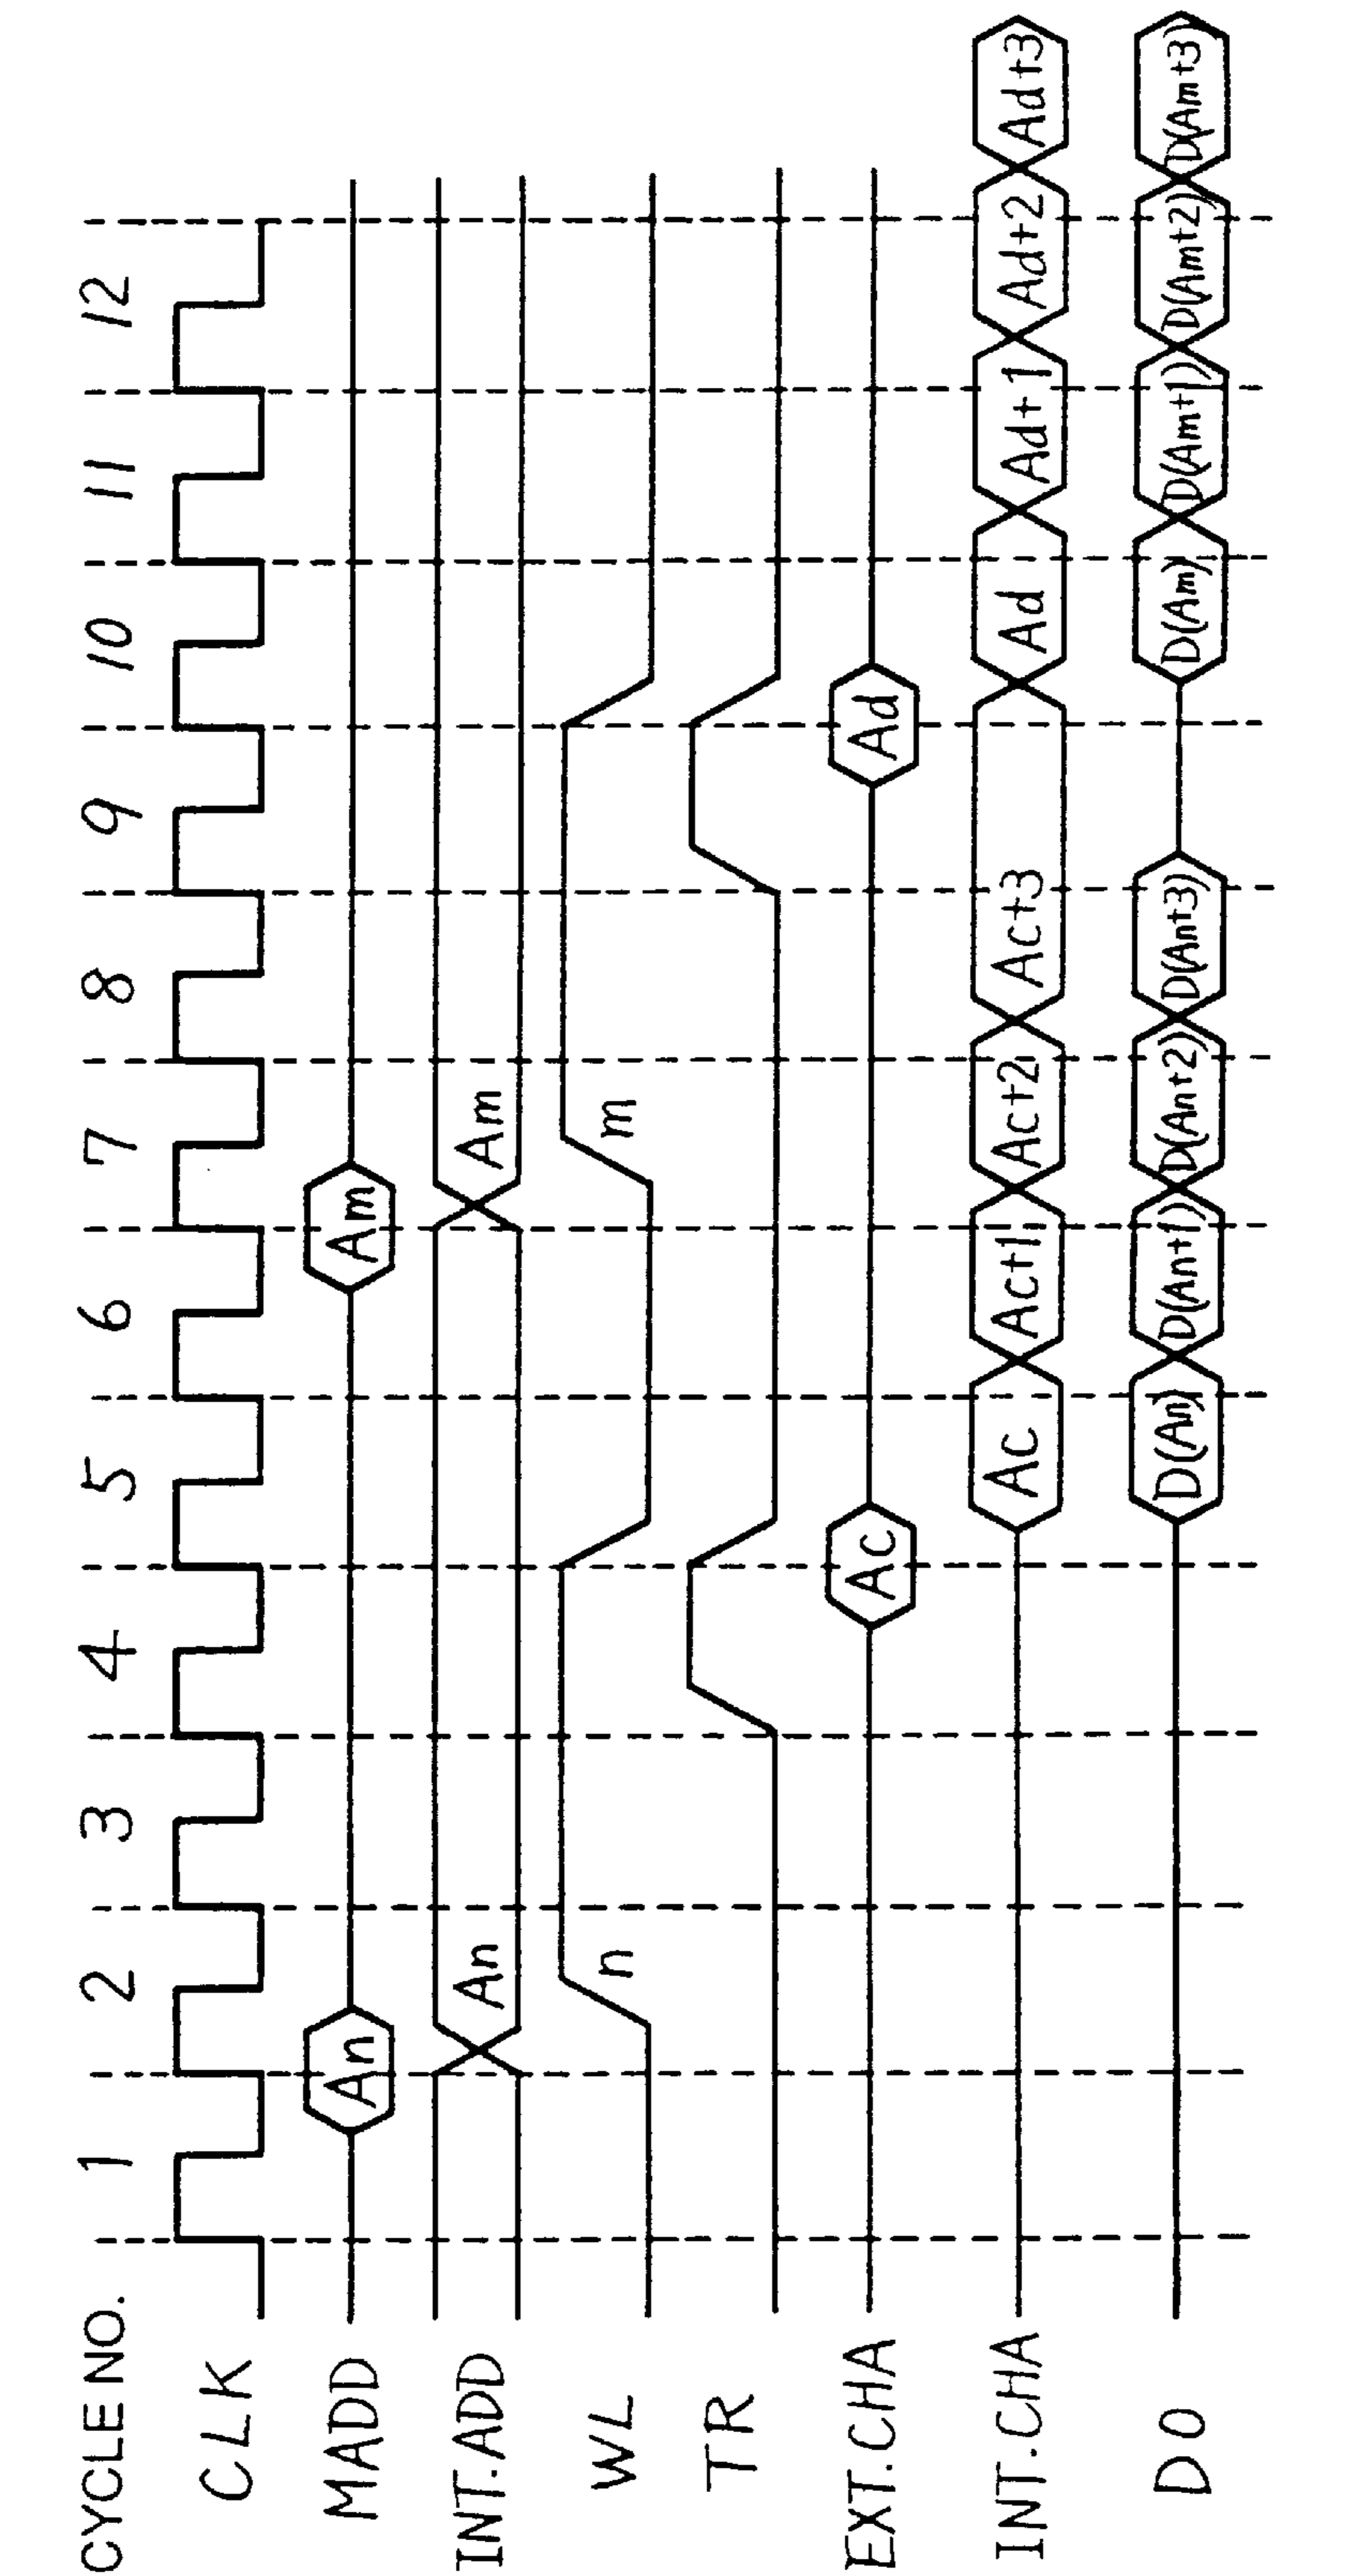 CYCLE NO. 1 2 3 4 5 6 7 8 9 10 11 12
CLK
MADD An Am
INT.ADD An Am
WL n m
TR
EXT.CHA Ac Ad
INT.CHA Ac Ac+1 Ac+2 Ac+3 Ad Ad+1 Ad+2 Ad+3
DO D(An) D(An+1) D(An+2) D(An+3) D(Am) D(Am+1) D(Am+2) D(Am+3)